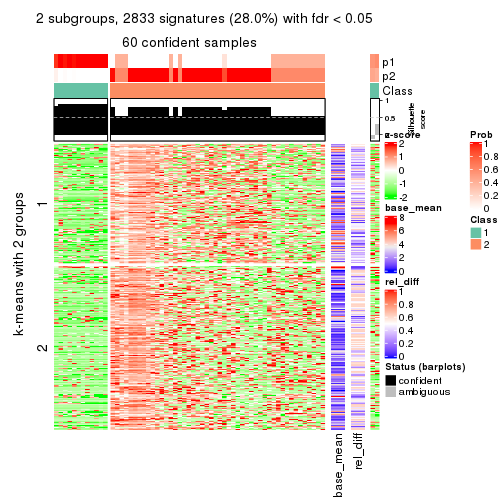 2 subgroups, 2833 signatures (28.0%) with fdr < 0.05
60 confident samples
p1
p2
Class
1
0.5
0
Silhouette
score
k-means with 2 groups
1
2
z-score
2
1
0
-1
-2
base_mean
8
6
4
2
0
rel_diff
1
0.8
0.6
0.4
0.2
0
Status (barplots)
confident
ambiguous
Prob
1
0.8
0.6
0.4
0.2
0
Class
1
2
base_mean
rel_diff